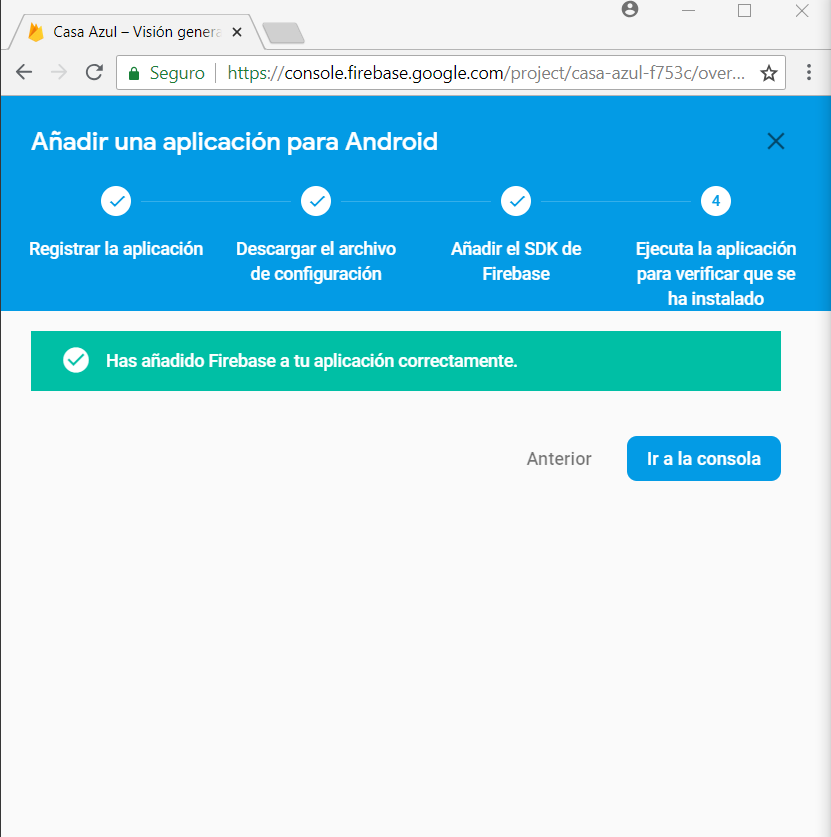 Casa Azul – Visión genera
Seguro
https://console.firebase.google.com/project/casa-azul-f753c/over...
Añadir una aplicación para Android
4
Registrar la aplicación
Descargar el archivo
de configuración
Añadir el SDK de
Firebase
Ejecuta la aplicación
para verificar que se
ha instalado
Has añadido Firebase a tu aplicación correctamente.
Anterior
Ir a la consola